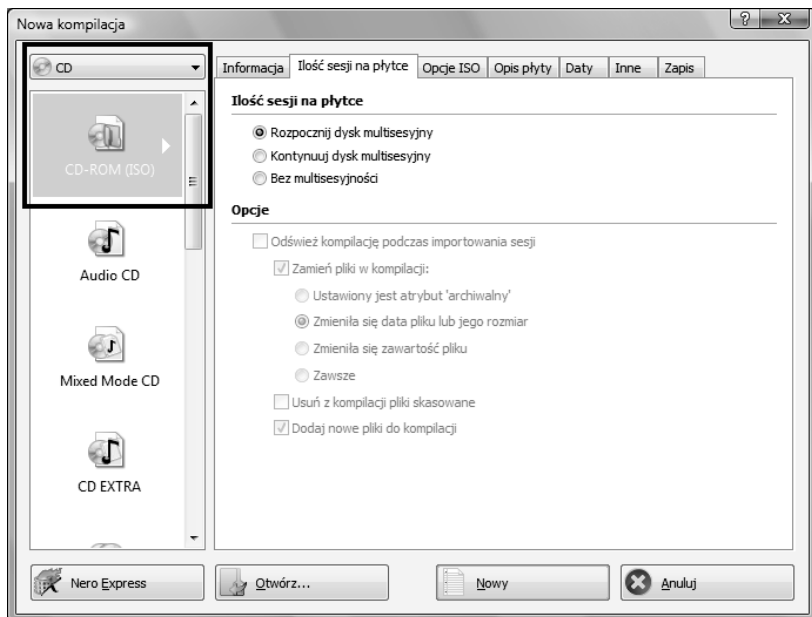 Nowa kompilacja
CD
CD-ROM (ISO)
Audio CD
Mixed Mode CD
CD EXTRA
Informacja
Ilość sesji na płytce
Opcje ISO
Opis płyty
Daty
Inne
Zapis
Ilość sesji na płytce
Rozpocznij dysk multisesyjny
Kontynuuj dysk multisesyjny
Bez multisesyjności
Opcje
Odśwież kompilację podczas importowania sesji
Zamień pliki w kompilacji:
Ustawiony jest atrybut 'archiwalny'
Zmieniła się data pliku lub jego rozmiar
Zmieniła się zawartość pliku
Zawsze
Usuń z kompilacji pliki skasowane
Dodaj nowe pliki do kompilacji
Nero Express
Otwórz...
Nowy
Anuluj